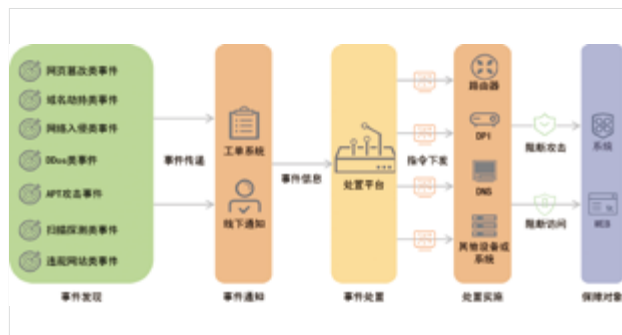 网页篡改类事件
域名劫持类事件
网络入侵类事件
DDos类事件
APT攻击事件
扫描探测类事件
违规网站类事件
事件发现
事件传递
工单系统
线下通知
事件通知
事件信息
处置平台
事件处置
指令下发
路由器
DPI
DNS
其他设备或
系统
处置实施
阻断攻击
阻断访问
系统
WEB
保障对象